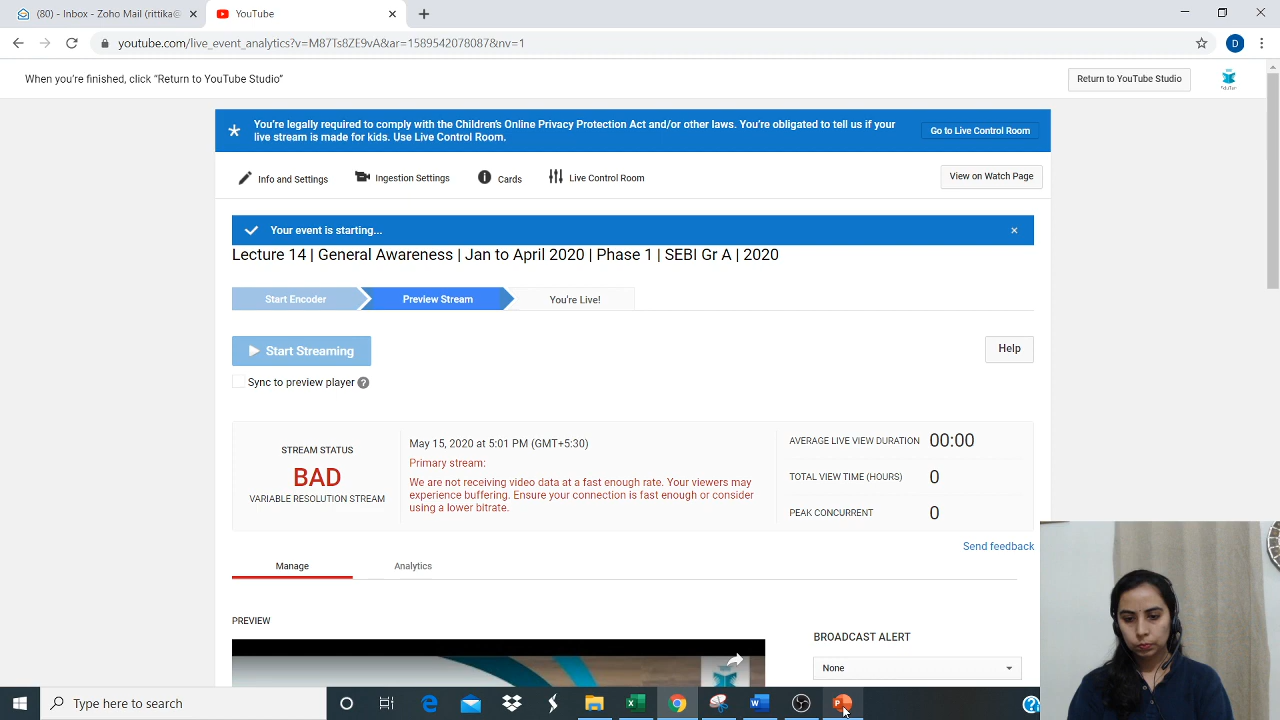 (80) - Inbox - Zoho Mail (rittika@
YouTube
youtube.com/live_event_analytics?v=M87Ts8ZE9vA&ar=1589542078087&nv=1
D
When you're finished, click "Return to YouTube Studio"
Return to YouTube Studio
You're legally required to comply with the Children's Online Privacy Protection Act and/or other laws. You're obligated to tell us if your
live stream is made for kids. Use Live Control Room.
Go to Live Control Room
Info and Settings
Ingestion Settings
Cards
Live Control Room
View on Watch Page
Your event is starting...
Lecture 14 | General Awareness | Jan to April 2020 | Phase 1 | SEBI Gr A | 2020
Start Encoder
Preview Stream
You're Live!
Start Streaming
Help
Sync to preview player ?
STREAM STATUS
BAD
VARIABLE RESOLUTION STREAM
May 15, 2020 at 5:01 PM (GMT+5:30)
Primary stream:
We are not receiving video data at a fast enough rate. Your viewers may
experience buffering. Ensure your connection is fast enough or consider
using a lower bitrate.
AVERAGE LIVE VIEW DURATION 00:00
TOTAL VIEW TIME (HOURS) 0
PEAK CONCURRENT 0
Send feedback
Manage
Analytics
PREVIEW
BROADCAST ALERT
None
Type here to search